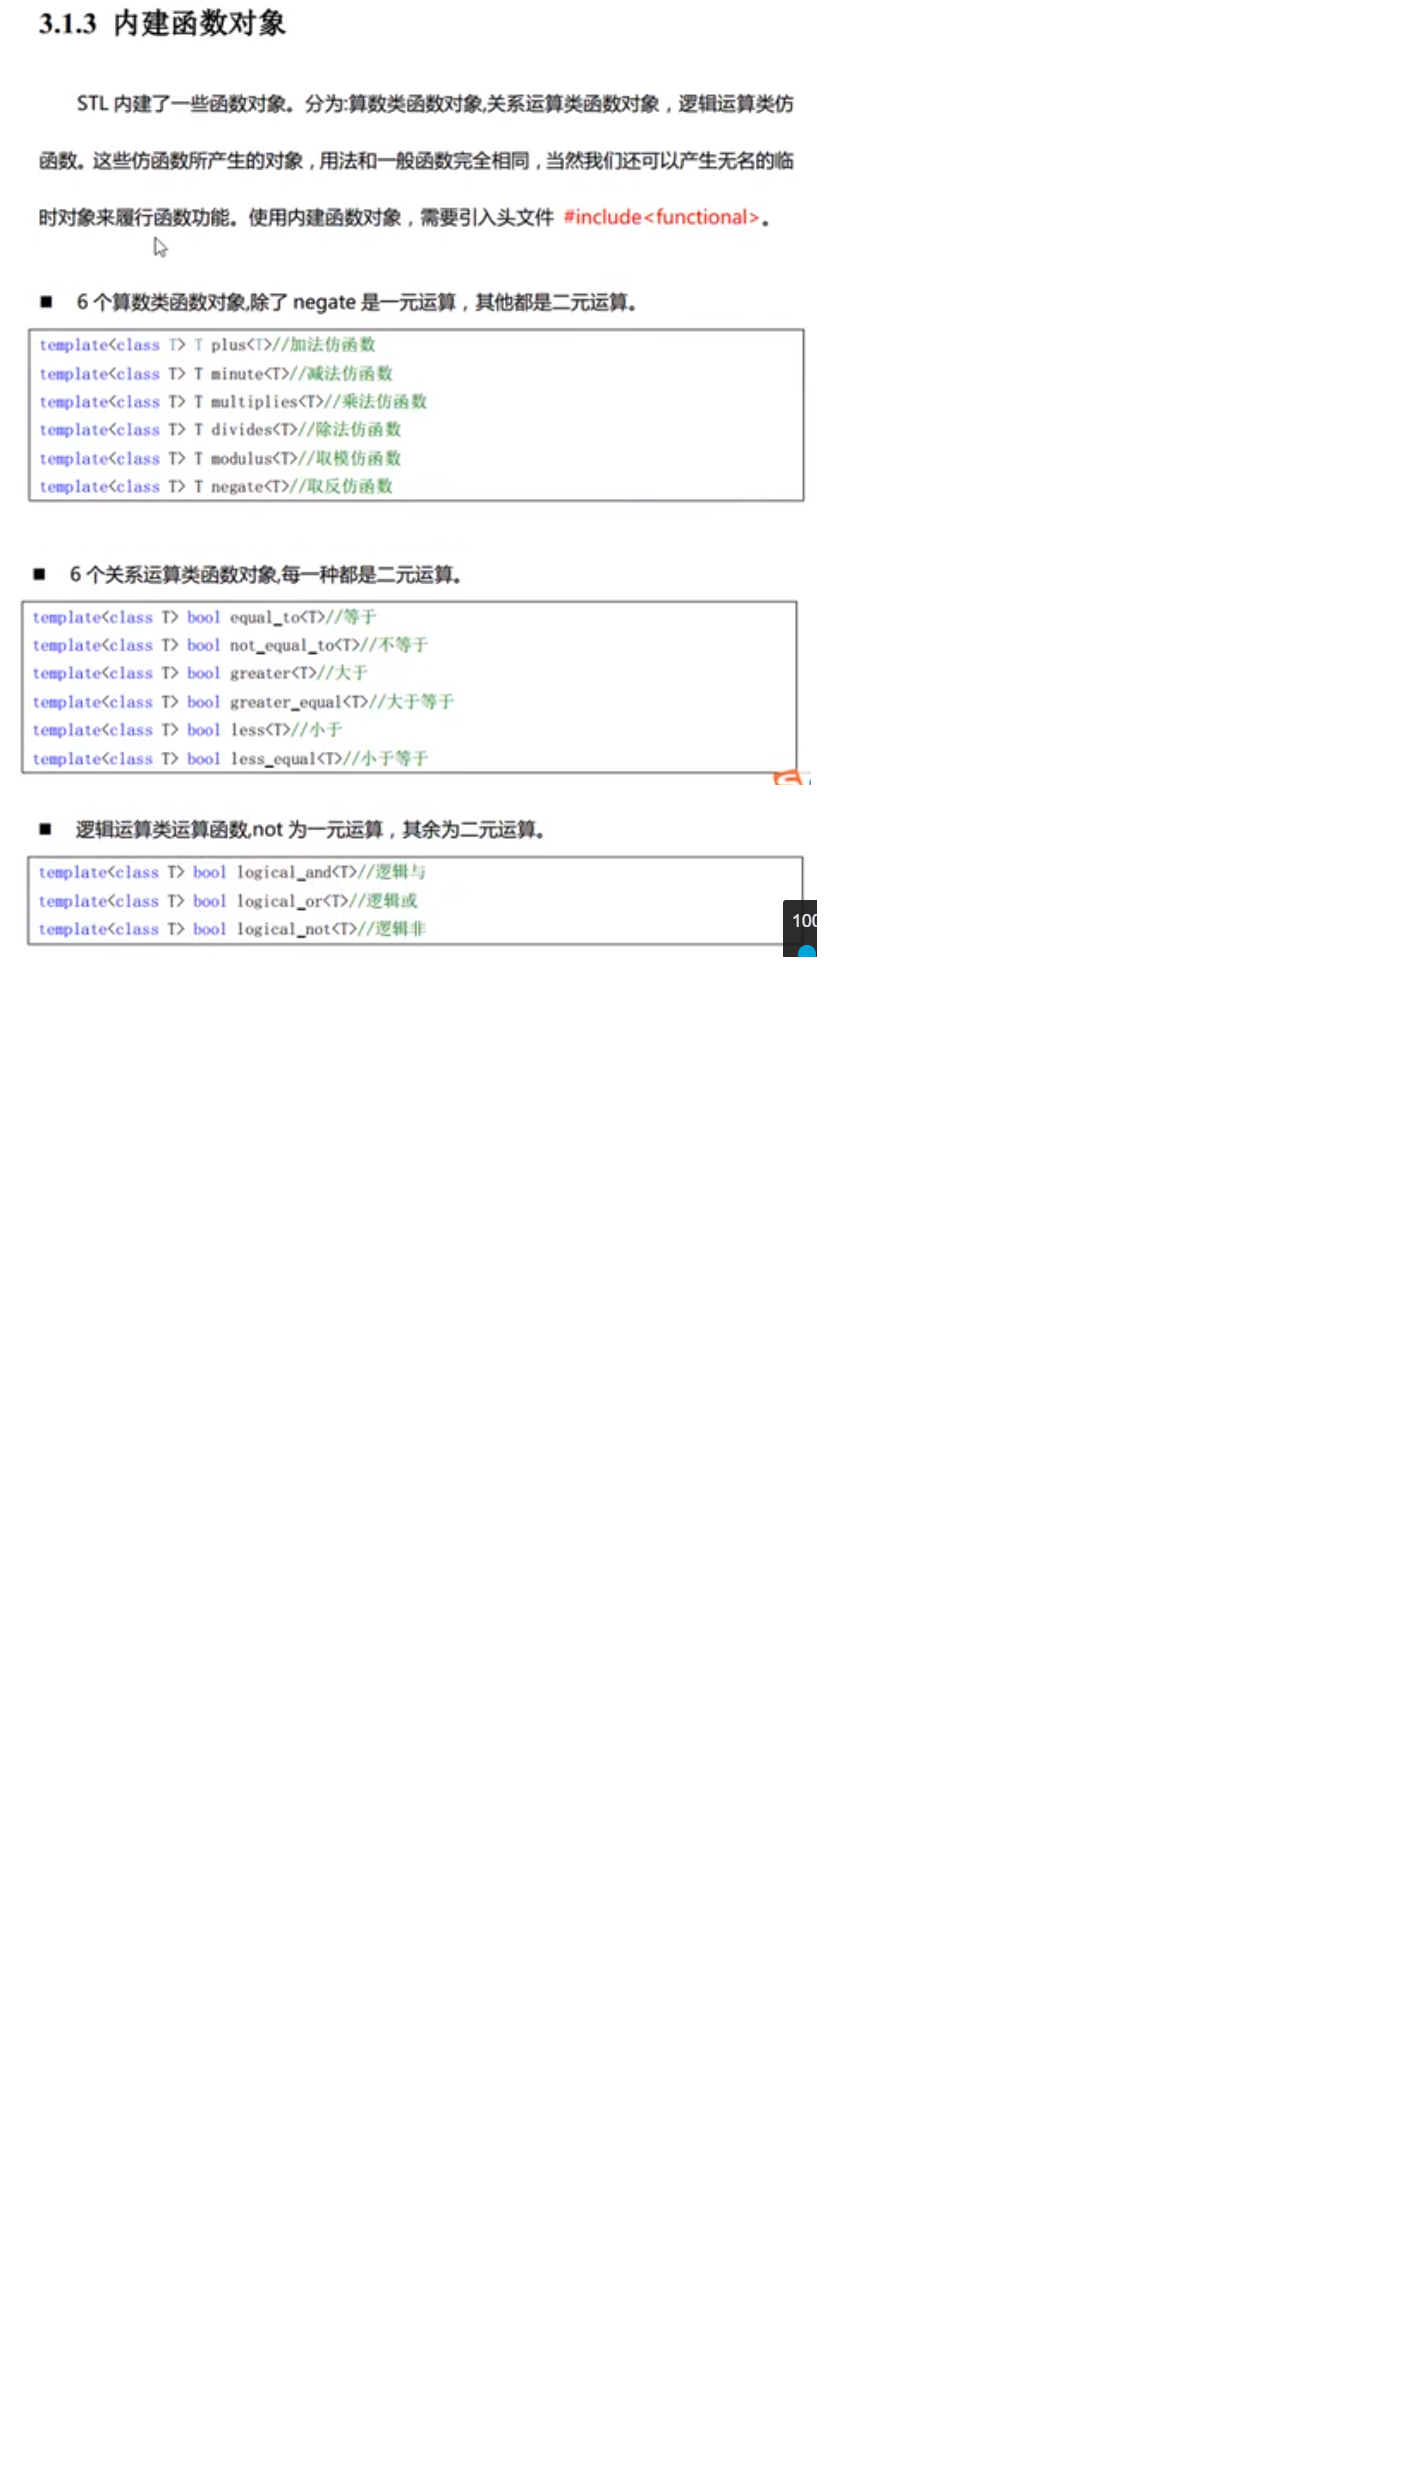 3.1.3 内建函数对象
STL 内建了一些函数对象。分为:算数类函数对象,关系运算类函数对象，逻辑运算类仿
函数。这些仿函数所产生的对象，用法和一般函数完全相同，当然我们还可以产生无名的临
时对象来履行函数功能。使用内建函数对象，需要引入头文件 #include<functional>。
■ 6 个算数类函数对象,除了 negate 是一元运算，其他都是二元运算。
template<class T> T plus<T>//加法仿函数
template<class T> T minute<T>//减法仿函数
template<class T> T multiplies<T>//乘法仿函数
template<class T> T divides<T>//除法仿函数
template<class T> T modulus<T>//取模仿函数
template<class T> T negate<T>//取反仿函数
■ 6 个关系运算类函数对象,每一种都是二元运算。
template<class T> bool equal_to<T>//等于
template<class T> bool not_equal_to<T>//不等于
template<class T> bool greater<T>//大于
template<class T> bool greater_equal<T>//大于等于
template<class T> bool less<T>//小于
template<class T> bool less_equal<T>//小于等于
■ 逻辑运算类运算函数,not 为一元运算，其余为二元运算。
template<class T> bool logical_and<T>//逻辑与
template<class T> bool logical_or<T>//逻辑或
100
template<class T> bool logical_not<T>//逻辑非